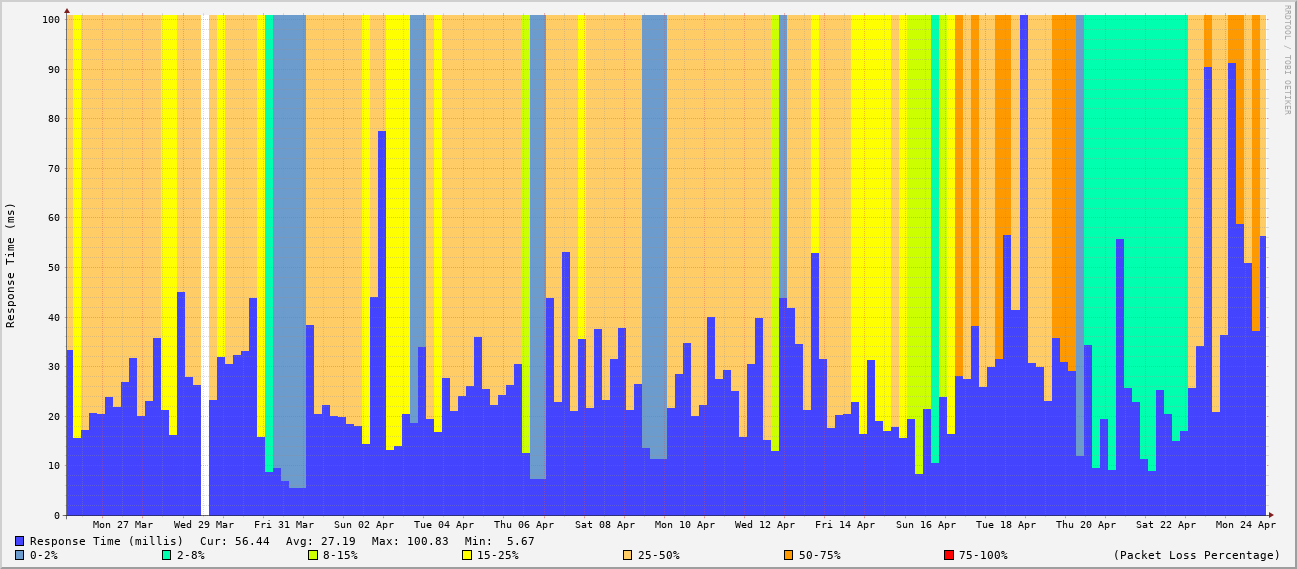 RRDTOOL / TOBI OETIKER
Response Time (ms)
100
90
80
70
60
50
40
30
20
10
0
Mon 27 Mar Wed 29 Mar Fri 31 Mar Sun 02 Apr Tue 04 Apr Thu 06 Apr Sat 08 Apr Mon 10 Apr Wed 12 Apr Fri 14 Apr Sun 16 Apr Tue 18 Apr Thu 20 Apr Sat 22 Apr Mon 24 Apr
Response Time (millis) Cur: 56.44 Avg: 27.19 Max: 100.83 Min: 5.67
0-2% 2-8% 8-15% 15-25% 25-50% 50-75% 75-100% (Packet Loss Percentage)